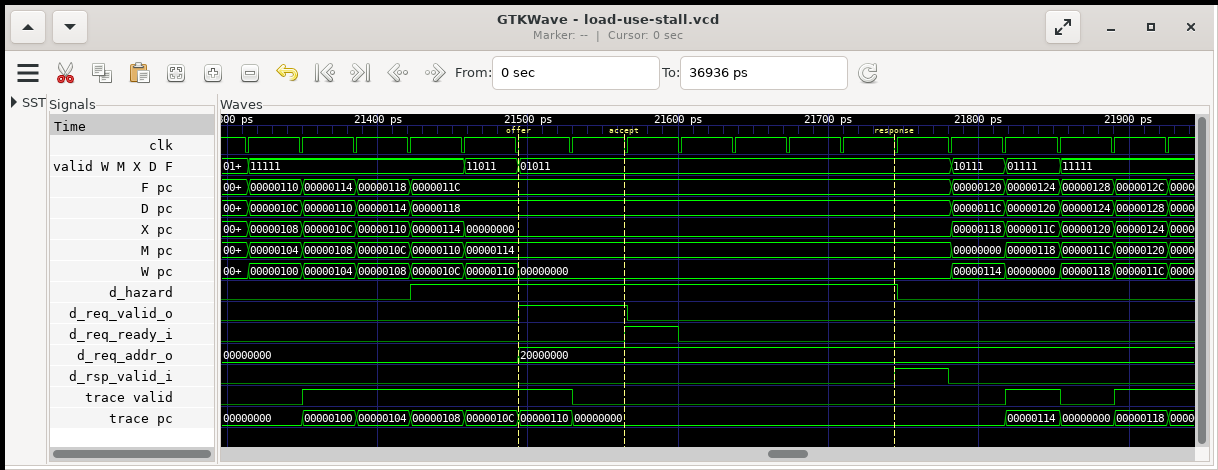 GTKWave - load-use-stall.vcd
Marker: -- | Cursor: 0 sec
From: 0 sec To: 36936 ps
SST
Signals
Waves
Time
00 ps 21400 ps 21500 ps 21600 ps 21700 ps 21800 ps 21900 ps
offer accept response
clk
valid W M X D F 01+ 11111 11011 01011 10111 01111 11111
F pc 00+ 00000110 00000114 00000118 0000011C 00000120 00000124 00000128 0000012C 0000
D pc 00+ 0000010C 00000110 00000114 00000118 0000011C 00000120 00000124 00000128 0000
X pc 00+ 00000108 0000010C 00000110 00000114 00000000 00000118 0000011C 00000120 00000124 0000
M pc 00+ 00000104 00000108 0000010C 00000110 00000114 00000000 00000118 0000011C 00000120 0000
W pc 00+ 00000100 00000104 00000108 0000010C 00000110 00000000 00000114 00000000 00000118 0000011C 0000
d_hazard
d_req_valid_o
d_req_ready_i
d_req_addr_o 00000000 20000000
d_rsp_valid_i
trace valid
trace pc 00000000 00000100 00000104 00000108 0000010C 00000110 00000000 00000114 00000000 00000118 0000